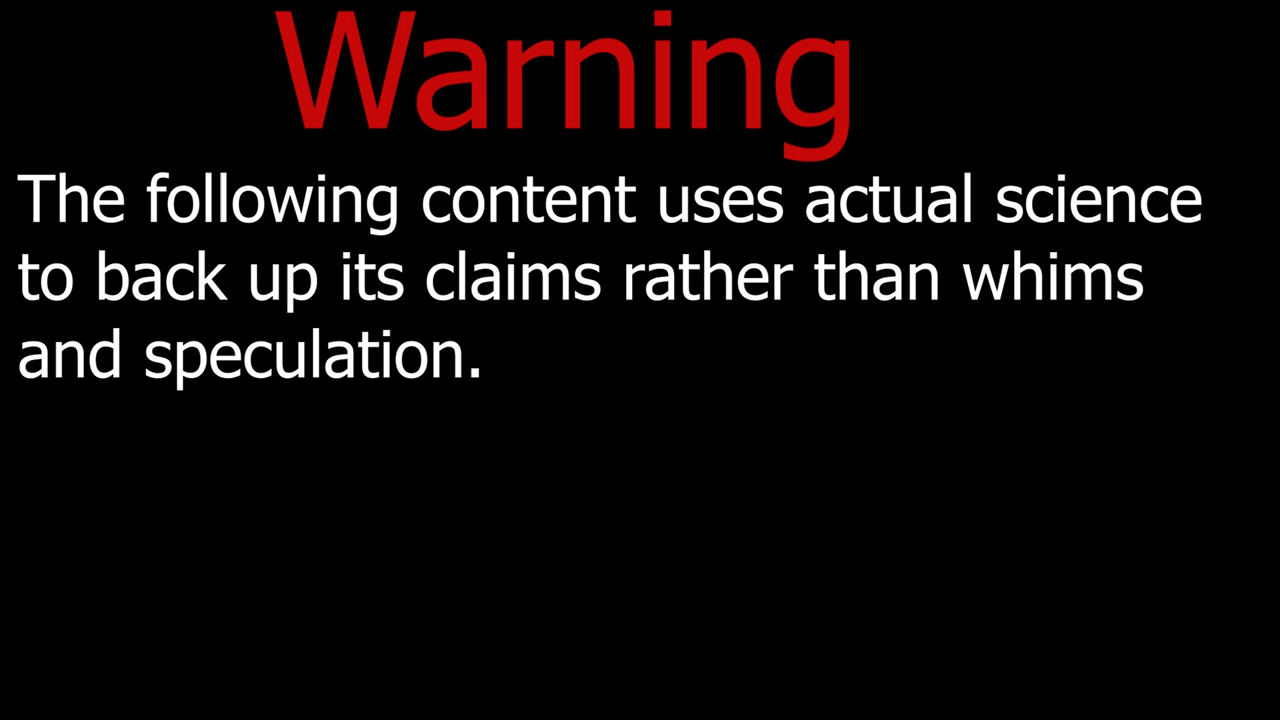 Warning
The following content uses actual science
to back up its claims rather than whims
and speculation.